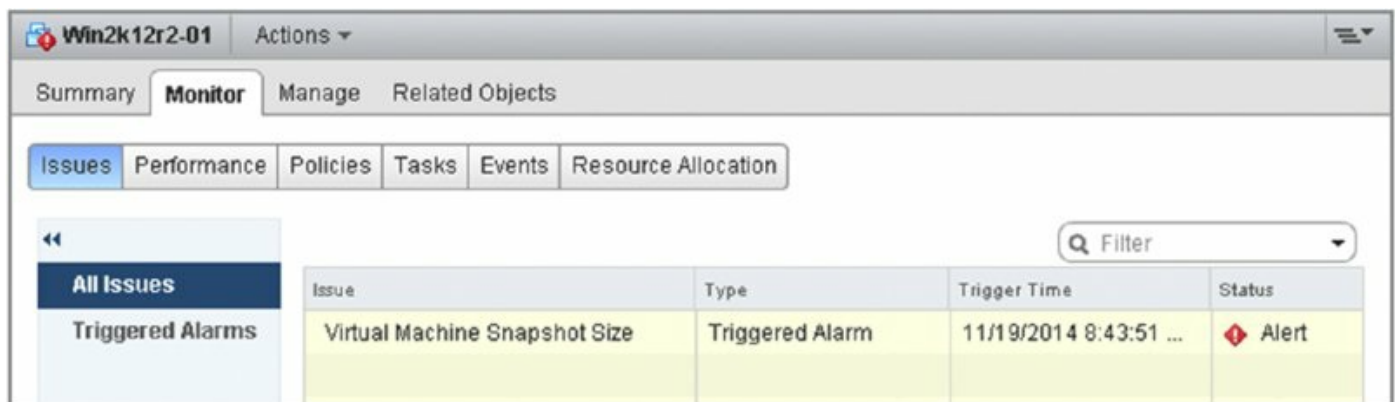 Win2k12r2-01 Actions
Summary Monitor Manage Related Objects
Issues Performance Policies Tasks Events Resource Allocation
Filter
All Issues
Triggered Alarms
Issue Type Trigger Time Status
Virtual Machine Snapshot Size Triggered Alarm 11/19/2014 8:43:51 ... Alert